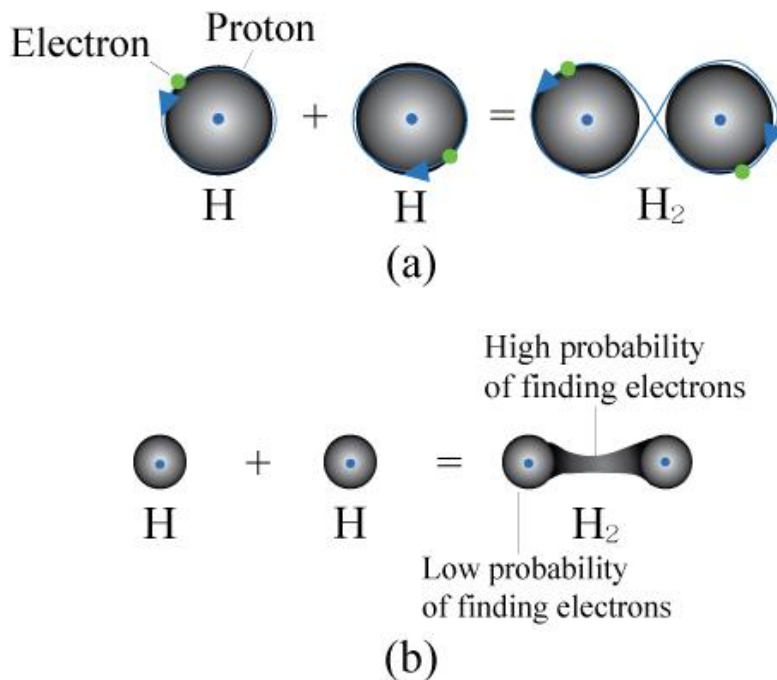 Electron
Proton
+
=
H
H
H₂
(a)
High probability
of finding electrons
+
=
H
H
H₂
Low probability
of finding electrons
(b)